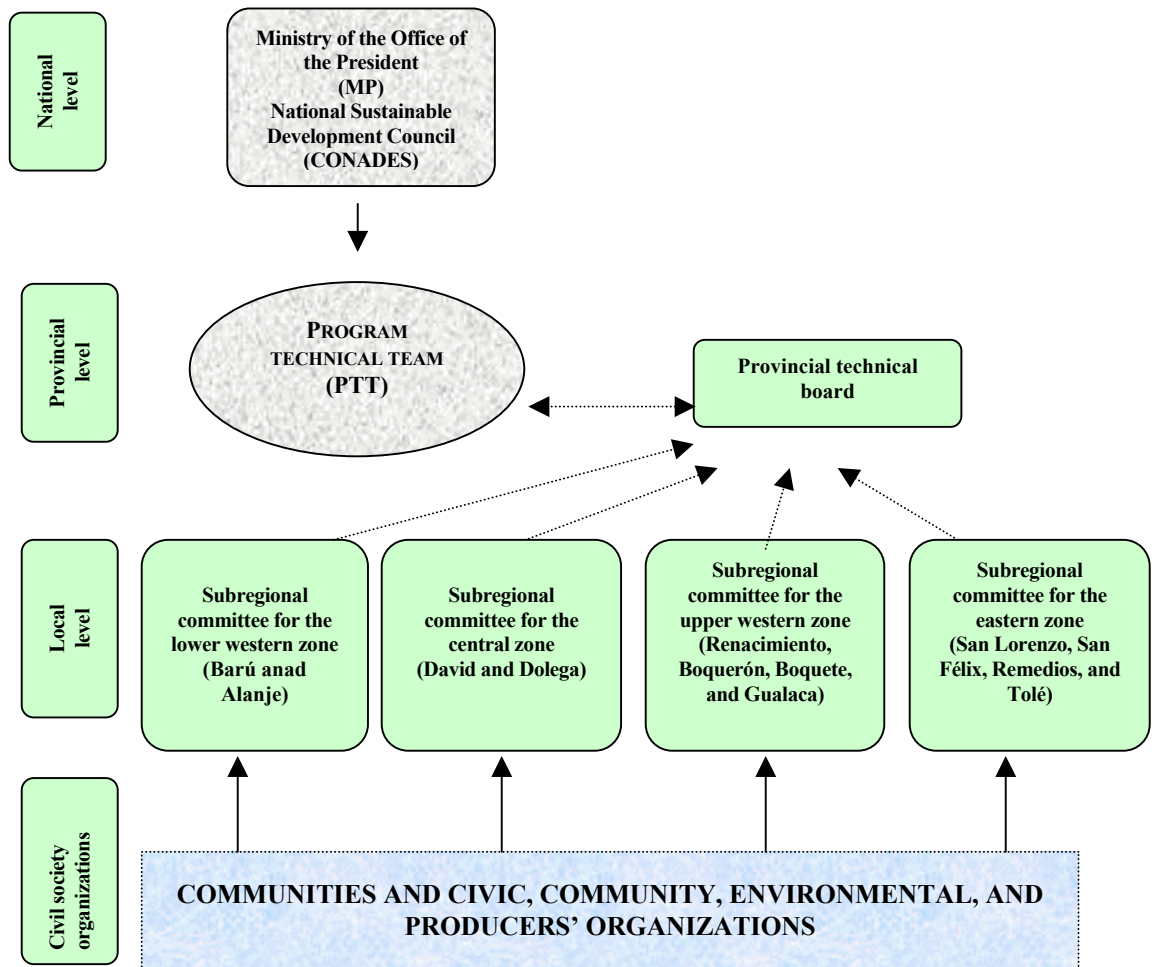 National
level
Ministry of the Office of
the President
(MP)
National Sustainable
Development Council
(CONADES)
Provincial
level
PROGRAM
TECHNICAL TEAM
(PTT)
Provincial technical
board
Local
level
Subregional
committee for the
lower western zone
(Barú anad
Alanje)
Subregional
committee for the
central zone
(David and Dolega)
Subregional
committee for the
upper western zone
(Renacimiento,
Boquerón, Boquete,
and Gualaca)
Subregional
committee for the
eastern zone
(San Lorenzo, San
Félix, Remedios, and
Tolé)
Civil society
organizations
COMMUNITIES AND CIVIC, COMMUNITY, ENVIRONMENTAL, AND
PRODUCERS’ ORGANIZATIONS